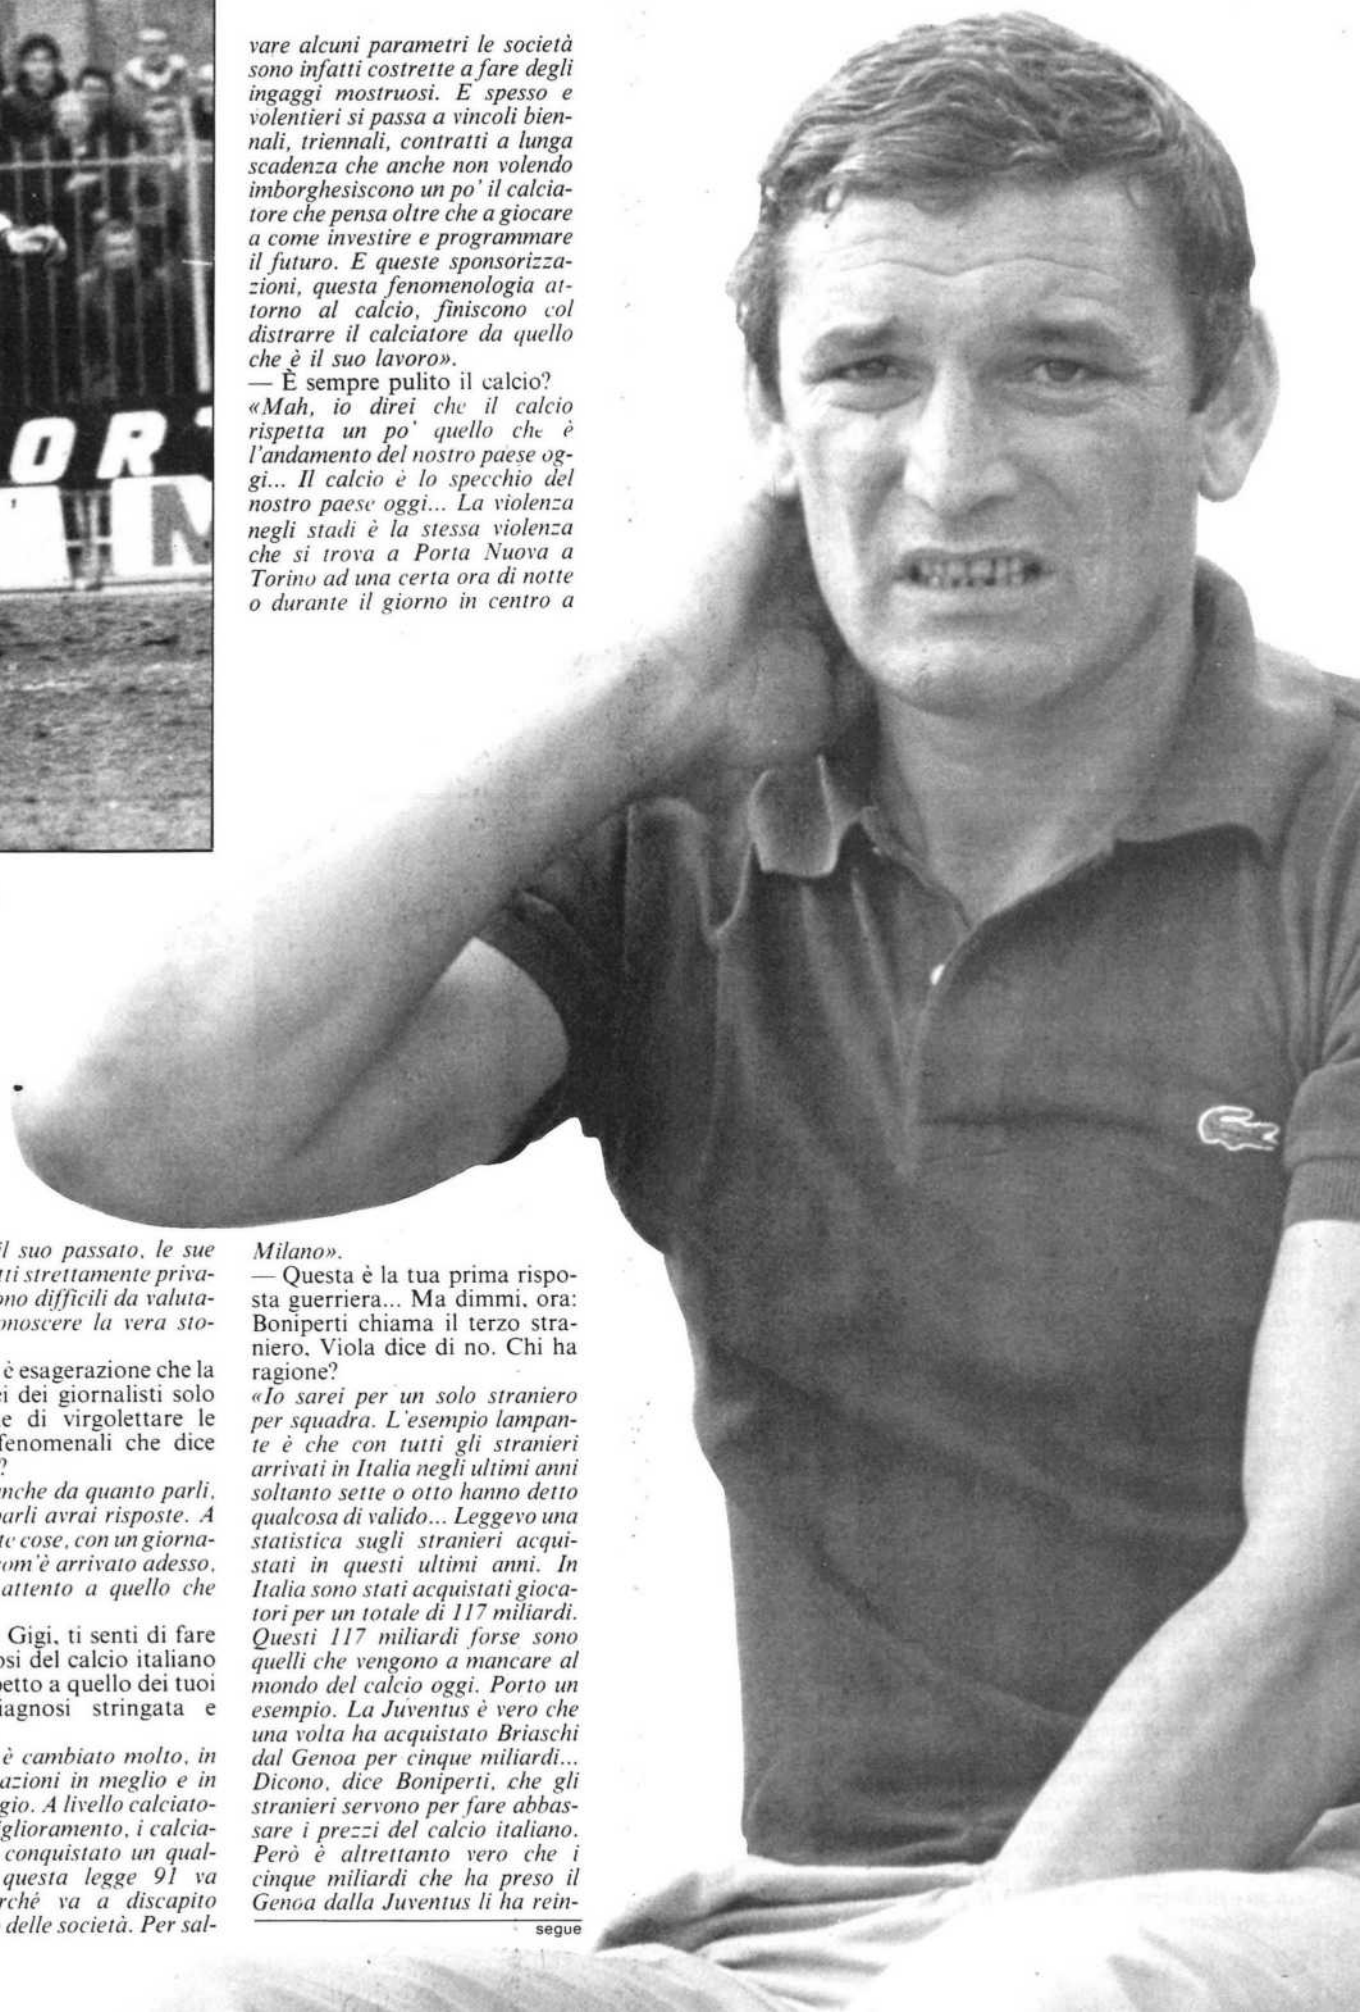 ORT
il suo passato, le sue
tti strettamente priva-
ono difficili da valuta-
onoscere la vera sto-
è esagerazione che la
ei dei giornalisti solo
e di virgolettare le
fenomenali che dice
?
nche da quanto parli,
parli avrai risposte. A
te cose, con un giorna-
com'è arrivato adesso,
attento a quello che
Gigi, ti senti di fare
osi del calcio italiano
petto a quello dei tuoi
iagnosi stringata e
è cambiato molto, in
azioni in meglio e in
gio. A livello calciato-
glioramento, i calcia-
conquistato un qual-
questa legge 91 va
rché va a discapito
delle società. Per sal-
vare alcuni parametri le società
sono infatti costrette a fare degli
ingaggi mostruosi. E spesso e
volentieri si passa a vincoli bien-
nali, triennali, contratti a lunga
scadenza che anche non volendo
imborghesiscono un po' il calcia-
tore che pensa oltre che a giocare
a come investire e programmare
il futuro. E queste sponsorizza-
zioni, questa fenomenologia at-
torno al calcio, finiscono col
distrarre il calciatore da quello
che è il suo lavoro».
— È sempre pulito il calcio?
«Mah, io direi che il calcio
rispetta un po' quello che è
l'andamento del nostro paese og-
gi... Il calcio è lo specchio del
nostro paese oggi... La violenza
negli stadi è la stessa violenza
che si trova a Porta Nuova a
Torino ad una certa ora di notte
o durante il giorno in centro a
Milano».
— Questa è la tua prima rispo-
sta guerriera... Ma dimmi, ora:
Boniperti chiama il terzo stra-
niero, Viola dice di no. Chi ha
ragione?
«Io sarei per un solo straniero
per squadra. L'esempio lampan-
te è che con tutti gli stranieri
arrivati in Italia negli ultimi anni
soltanto sette o otto hanno detto
qualcosa di valido... Leggevo una
statistica sugli stranieri acqui-
stati in questi ultimi anni. In
Italia sono stati acquistati gioca-
tori per un totale di 117 miliardi.
Questi 117 miliardi forse sono
quelli che vengono a mancare al
mondo del calcio oggi. Porto un
esempio. La Juventus è vero che
una volta ha acquistato Briaschi
dal Genoa per cinque miliardi...
Dicono, dice Boniperti, che gli
stranieri servono per fare abbas-
sare i prezzi del calcio italiano.
Però è altrettanto vero che i
cinque miliardi che ha preso il
Genoa dalla Juventus li ha rein-
segue